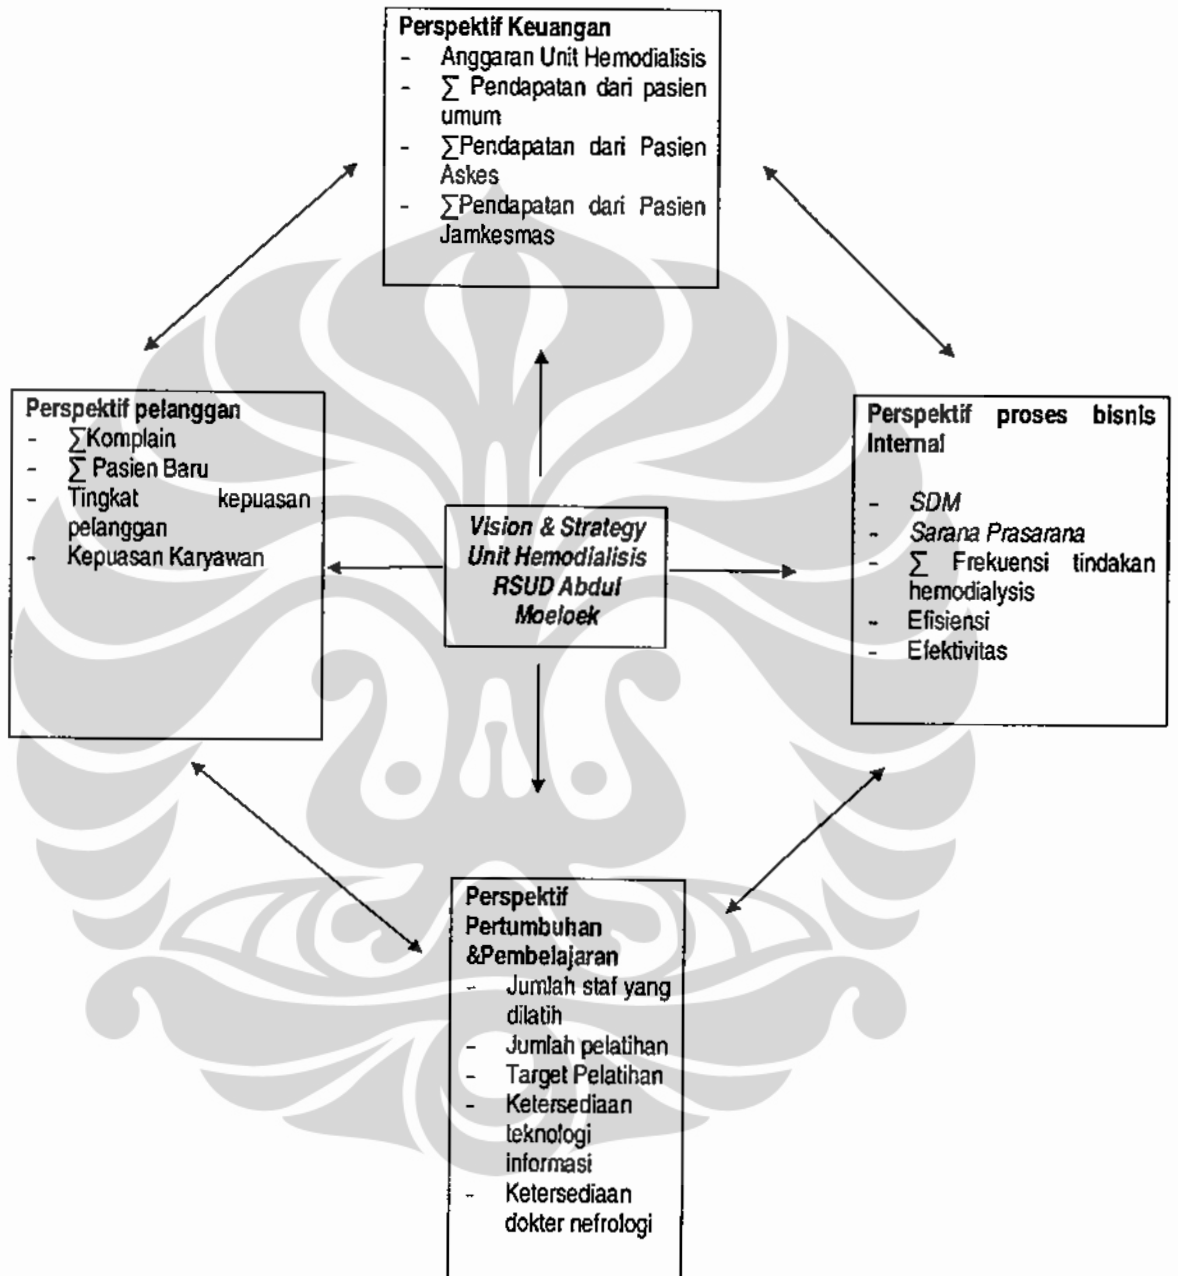 Perspektif Keuangan
- Anggaran Unit Hemodialisis
- ∑ Pendapatan dari pasien
umum
- ∑Pendapatan dari Pasien
Askes
- ∑Pendapatan dari Pasien
Jamkesmas
Perspektif pelanggan
- ∑Komplain
- ∑ Pasien Baru
- Tingkat kepuasan
pelanggan
- Kepuasan Karyawan
Vision & Strategy
Unit Hemodialisis
RSUD Abdul
Moeloek
Perspektif proses bisnis
Internal
- SDM
- Sarana Prasarana
- ∑ Frekuensi tindakan
hemodialysis
- Efisiensi
- Efektivitas
Perspektif
Pertumbuhan
&Pembelajaran
- Jumlah staf yang
dilatih
- Jumlah pelatihan
- Target Pelatihan
- Ketersediaan
teknologi
informasi
- Ketersediaan
dokter nefrologi